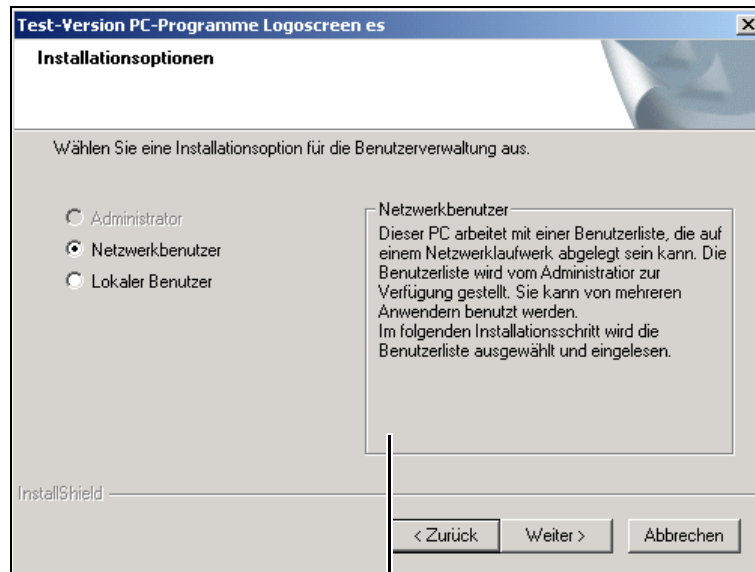 Test-Version PC-Programme Logoscreen es
Installationsoptionen
Wählen Sie eine Installationsoption für die Benutzerverwaltung aus.
Administrator
Netzwerkbenutzer
Lokaler Benutzer
Netzwerkbenutzer
Dieser PC arbeitet mit einer Benutzerliste, die auf
einem Netzwerklaufwerk abgelegt sein kann. Die
Benutzerliste wird vom Administratior zur
Verfügung gestellt. Sie kann von mehreren
Anwendern benutzt werden.
Im folgenden Installationsschritt wird die
Benutzerliste ausgewählt und eingelesen.
InstallShield
< Zurück
Weiter >
Abbrechen